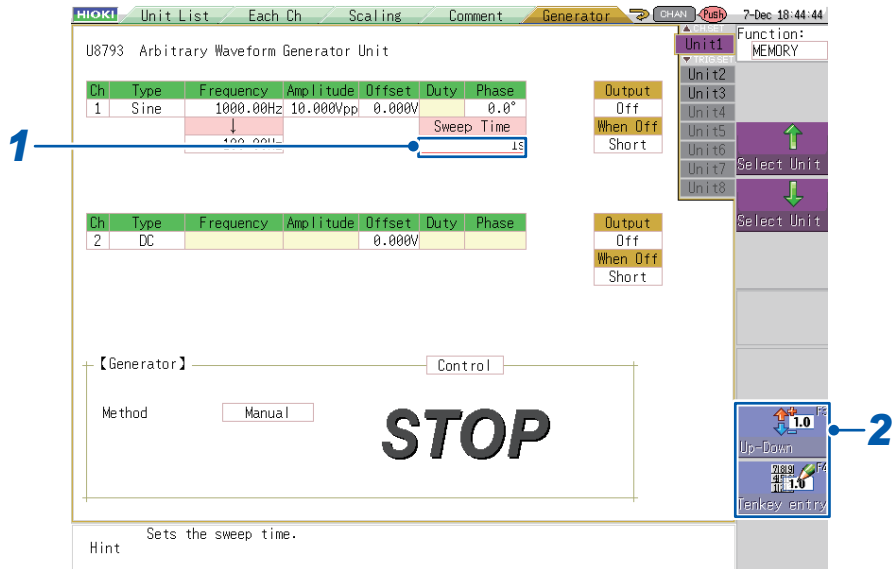 HIOKI Unit List Each Ch Scaling Comment Generator CHAN Push 7-Dec 18:44:44
▲ CH.SET Function:
U8793 Arbitrary Waveform Generator Unit Unit1 MEMORY
▼ TRIG.SET
Unit2
Ch Type Frequency Amplitude Offset Duty Phase Output Unit3
1 Sine 1000.00Hz 10.000Vpp 0.000V 0.0° Off Unit4
↓ Sweep Time When Off Unit5
1 1s Short Unit6
Select Unit
Unit7
Unit8
Ch Type Frequency Amplitude Offset Duty Phase Output Select Unit
2 DC 0.000V Off
When Off
Short
【Generator】 Control
Method Manual STOP
1.0 2
Up-Down
F4
1.0
Tenkey entry
Sets the sweep time.
Hint